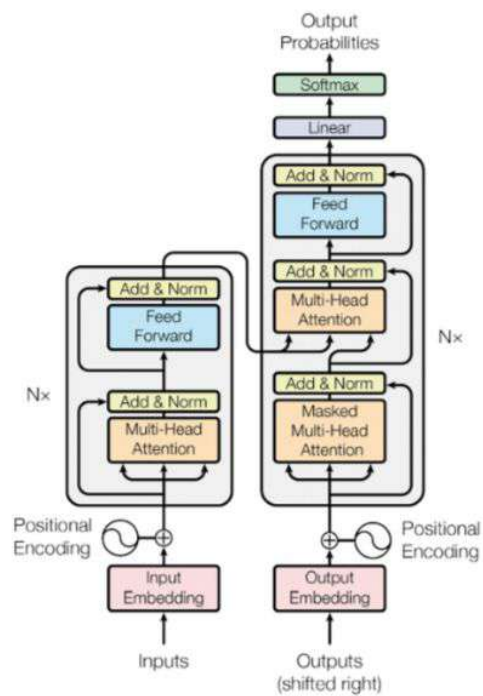 Output
Probabilities
Softmax
Linear
Add & Norm
Feed
Forward
Add & Norm
Multi-Head
Attention
Add & Norm
Masked
Multi-Head
Attention
Nx
Add & Norm
Feed
Forward
Add & Norm
Multi-Head
Attention
Nx
Positional
Encoding
Positional
Encoding
Input
Embedding
Output
Embedding
Inputs
Outputs
(shifted right)